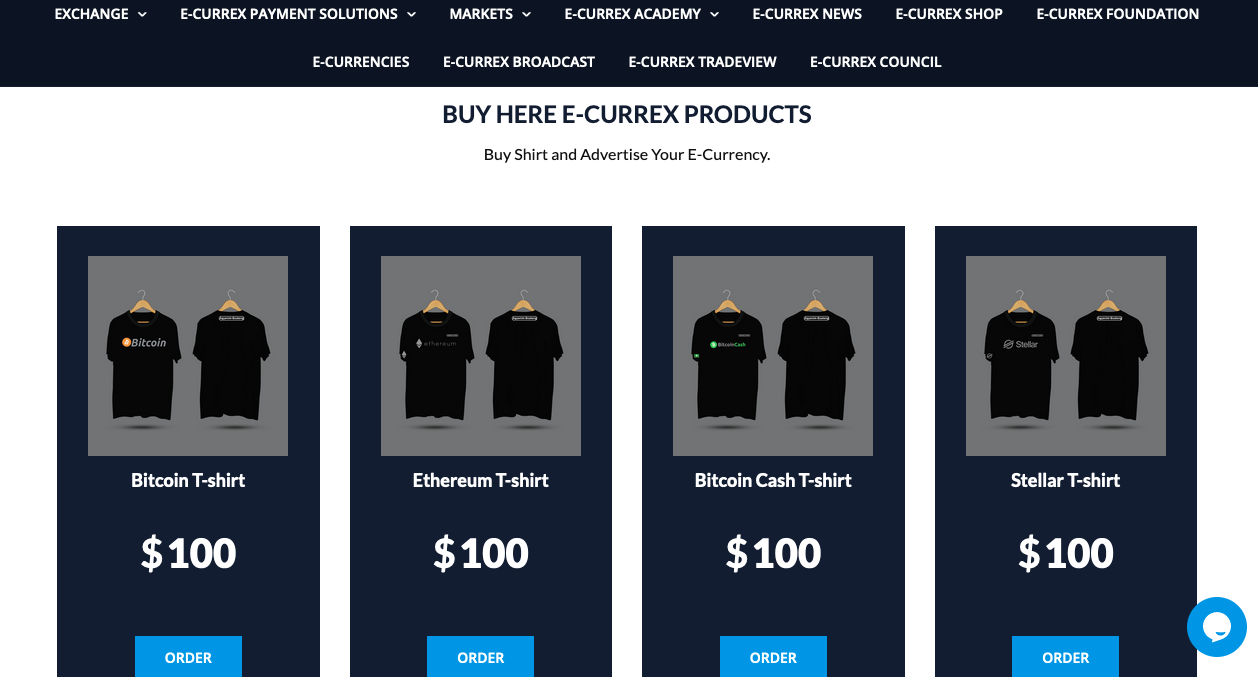 EXCHANGE E-CURREX PAYMENT SOLUTIONS MARKETS E-CURREX ACADEMY E-CURREX NEWS E-CURREX SHOP E-CURREX FOUNDATION
E-CURRENCIES E-CURREX BROADCAST E-CURREX TRADEVIEW E-CURREX COUNCIL
BUY HERE E-CURREX PRODUCTS
Buy Shirt and Advertise Your E-Currency.
Bitcoin ethereum BitcoinCash Stellar
Bitcoin T-shirt Ethereum T-shirt Bitcoin Cash T-shirt Stellar T-shirt
$100 $100 $100 $100
ORDER ORDER ORDER ORDER